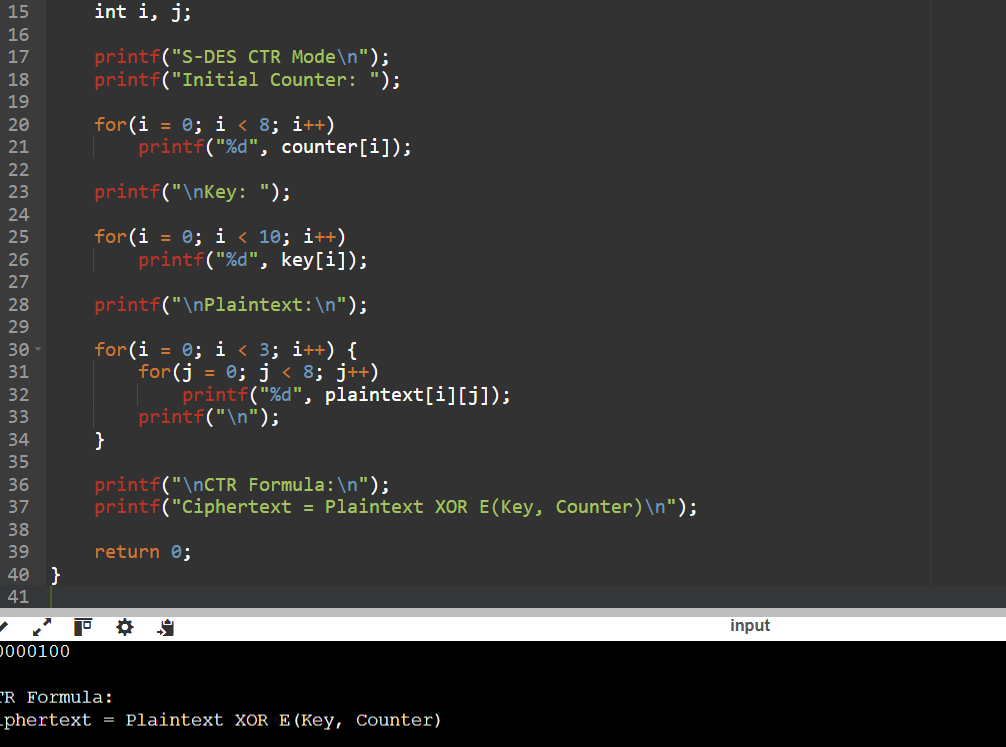 15 int i, j;
16
17 printf("S-DES CTR Mode\n");
18 printf("Initial Counter: ");
19
20 for(i = 0; i < 8; i++)
21 printf("%d", counter[i]);
22
23 printf("\nKey: ");
24
25 for(i = 0; i < 10; i++)
26 printf("%d", key[i]);
27
28 printf("\nPlaintext:\n");
29
30 for(i = 0; i < 3; i++) {
31 for(j = 0; j < 8; j++)
32 printf("%d", plaintext[i][j]);
33 printf("\n");
34 }
35
36 printf("\nCTR Formula:\n");
37 printf("Ciphertext = Plaintext XOR E(Key, Counter)\n");
38
39 return 0;
40 }
41
input
0000100
TR Formula:
iphertext = Plaintext XOR E(Key, Counter)